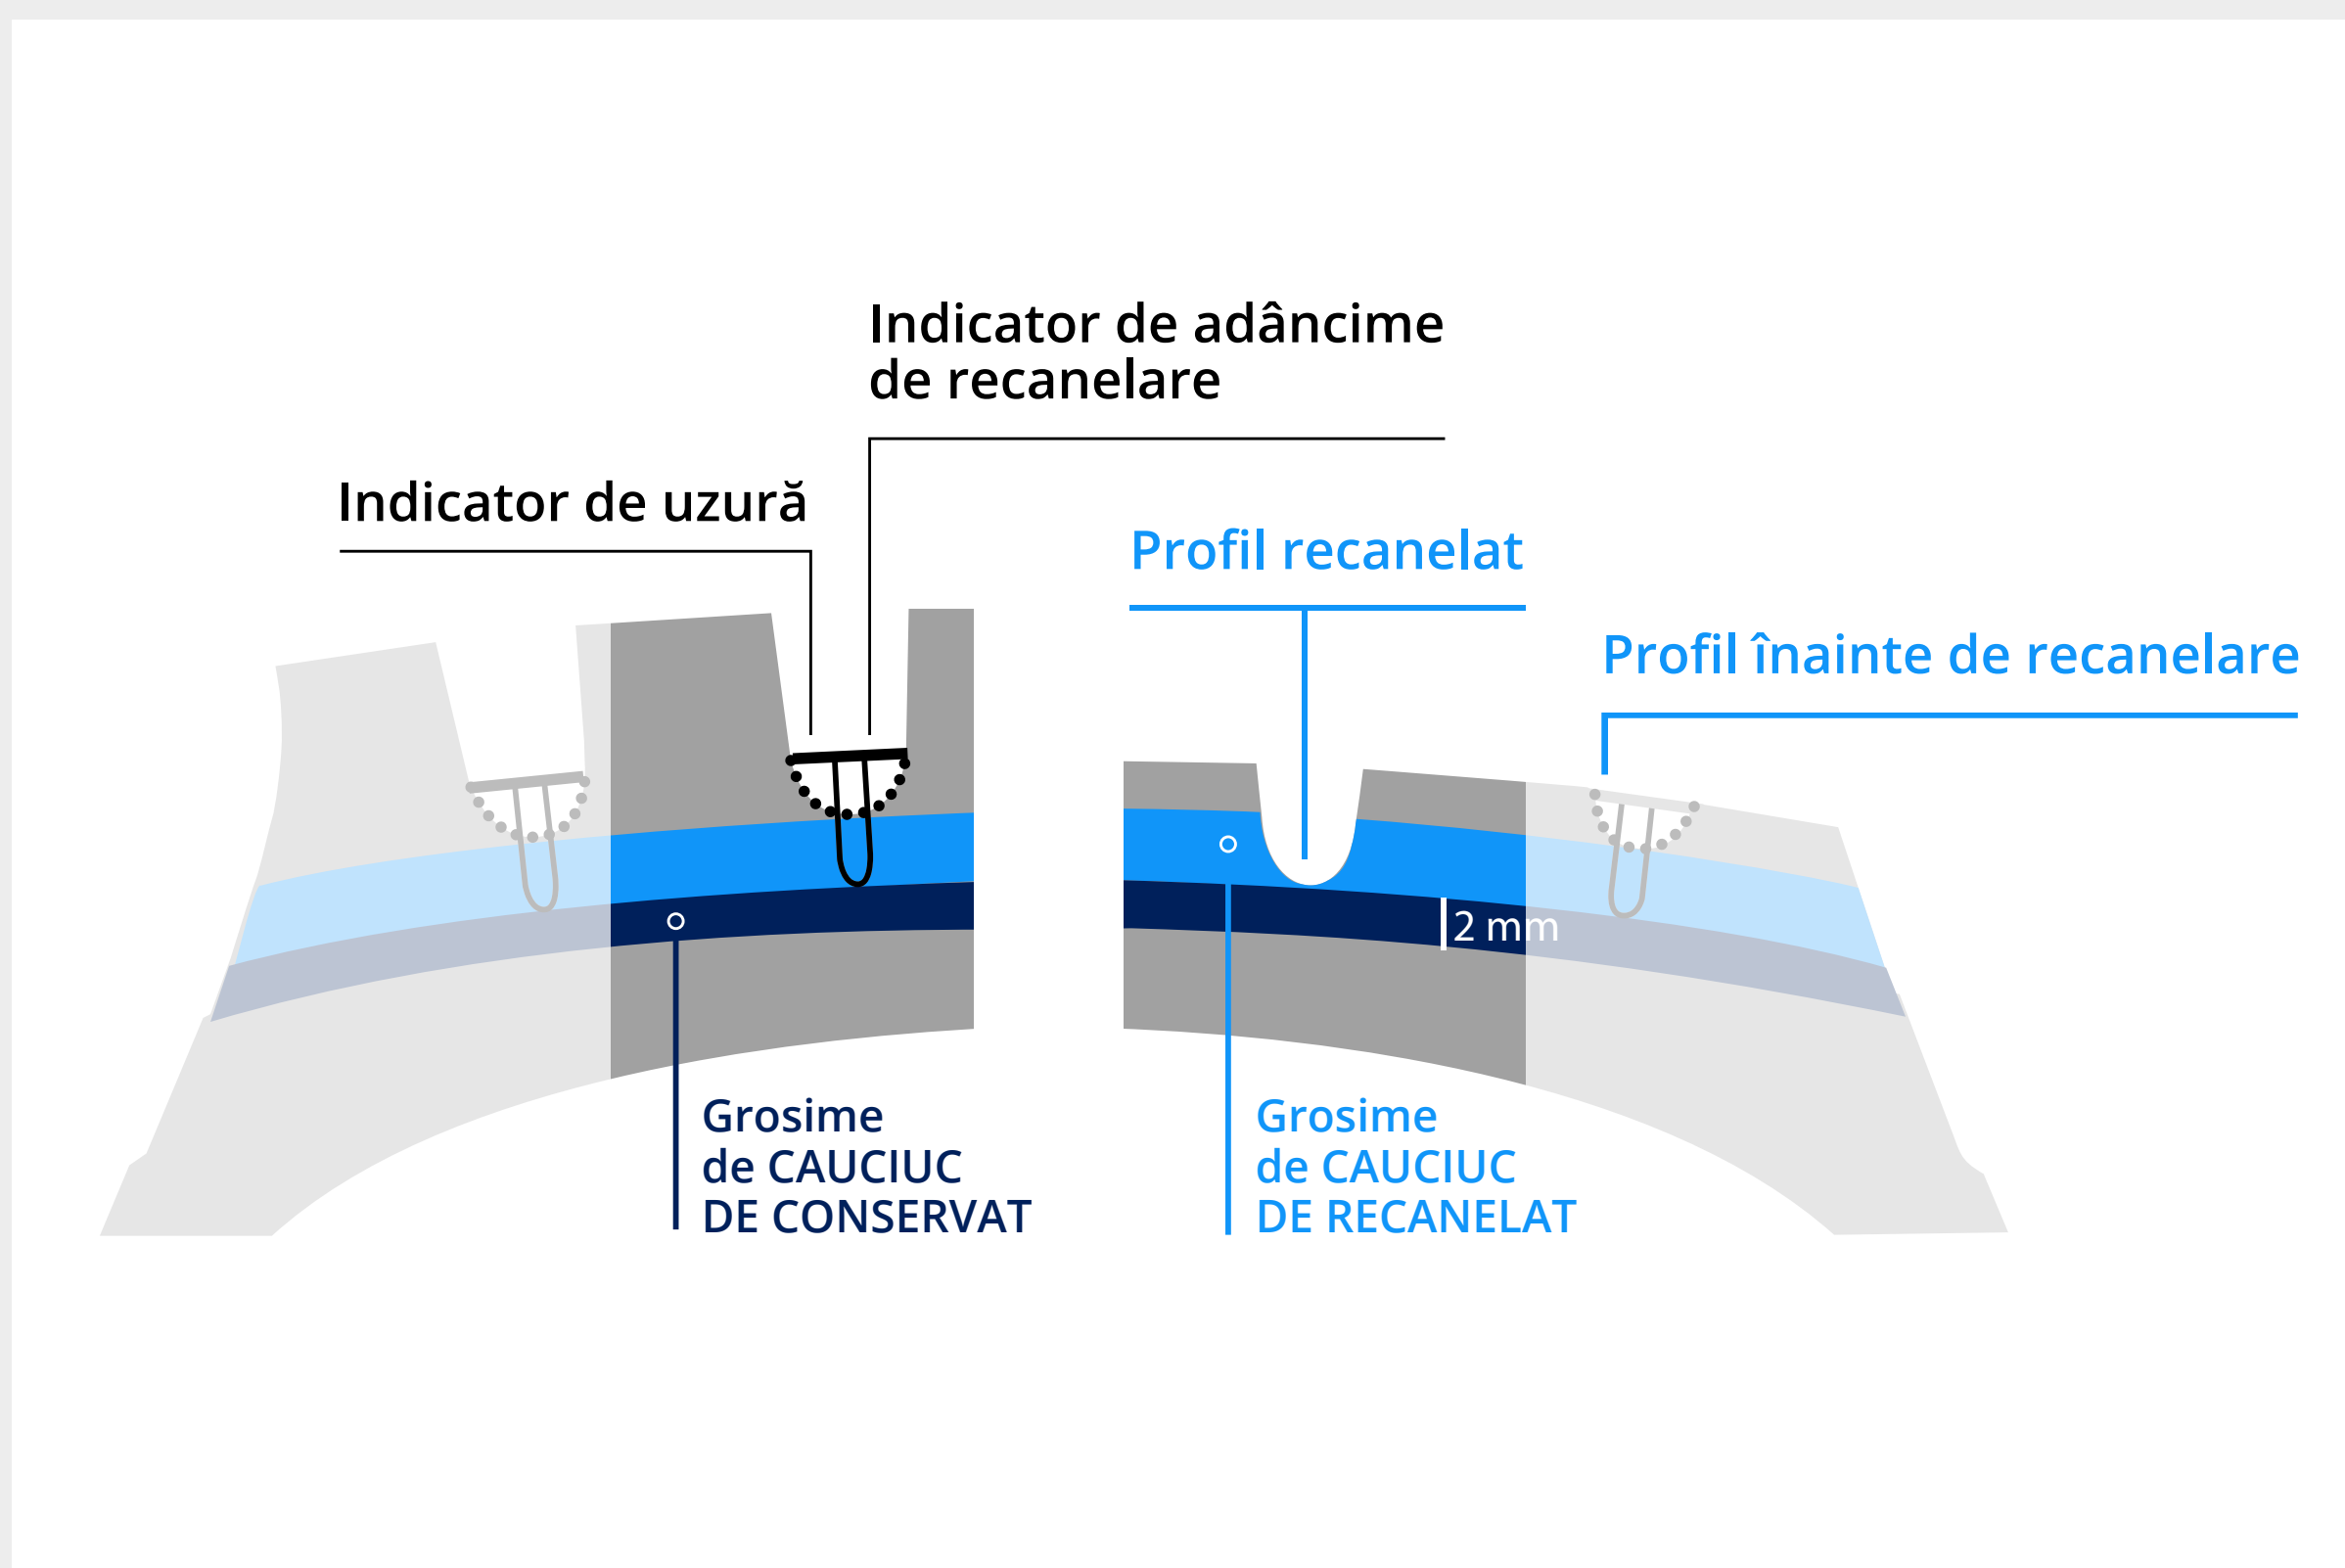 Indicator de adâncime
de recanelare
Indicator de uzură
Profil recanelat
Profil înainte de recanelare
2 mm
Grosime
de CAUCIUC
DE CONSERVAT
Grosime
de CAUCIUC
DE RECANELAT